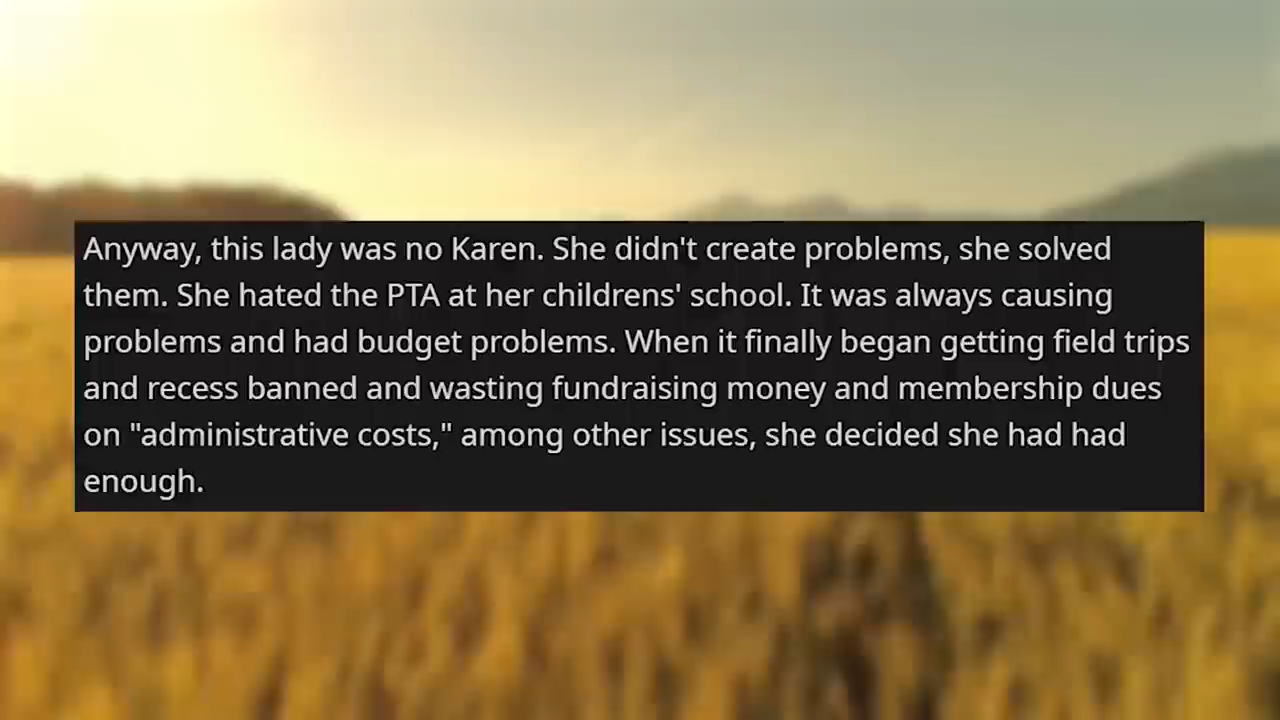 Anyway, this lady was no Karen. She didn't create problems, she solved
them. She hated the PTA at her childrens' school. It was always causing
problems and had budget problems. When it finally began getting field trips
and recess banned and wasting fundraising money and membership dues
on "administrative costs," among other issues, she decided she had had
enough.